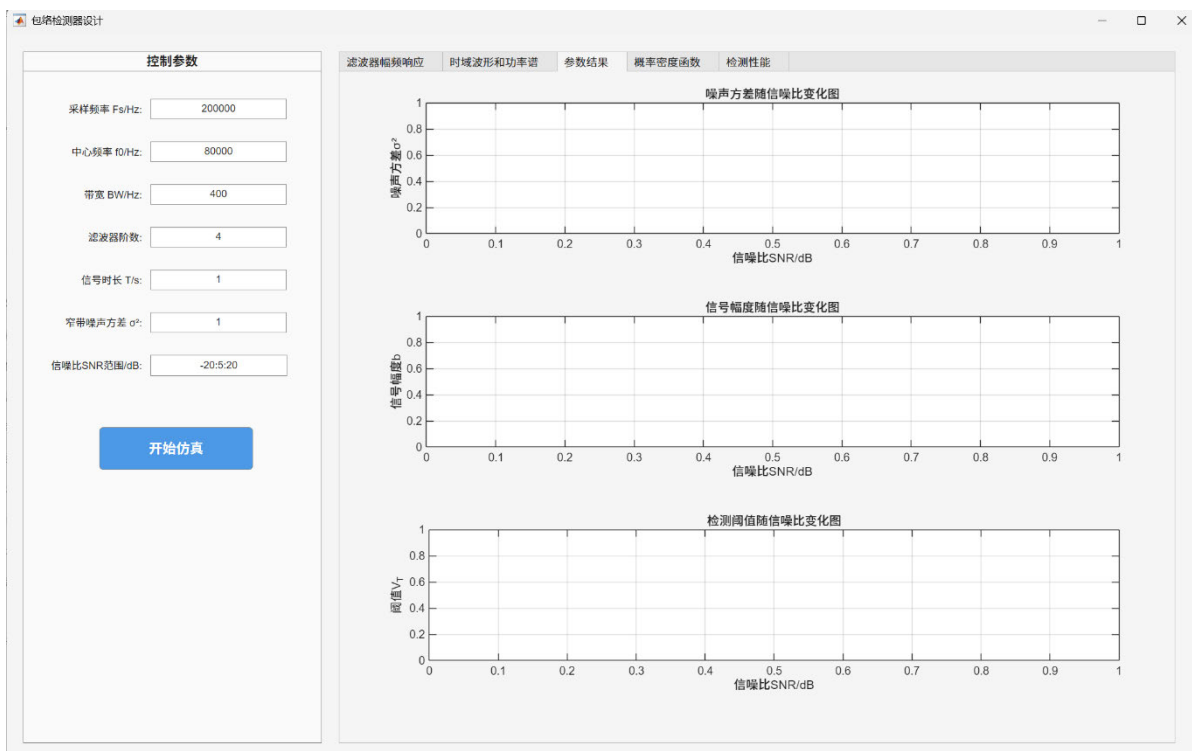 包络检测器设计
控制参数
采样频率 Fs/Hz: 200000
中心频率 f0/Hz: 80000
带宽 BW/Hz: 400
滤波器阶数: 4
信号时长 T/s: 1
窄带噪声方差 σ²: 1
信噪比SNR范围/dB: -20:5:20
开始仿真
滤波器幅频响应 时域波形和功率谱 参数结果 概率密度函数 检测性能
噪声方差随信噪比变化图
噪声方差σ²
1
0.8
0.6
0.4
0.2
0
0 0.1 0.2 0.3 0.4 0.5 0.6 0.7 0.8 0.9 1
信噪比SNR/dB
信号幅度随信噪比变化图
信号幅度b
1
0.8
0.6
0.4
0.2
0
0 0.1 0.2 0.3 0.4 0.5 0.6 0.7 0.8 0.9 1
信噪比SNR/dB
检测阈值随信噪比变化图
阈值V_T
1
0.8
0.6
0.4
0.2
0
0 0.1 0.2 0.3 0.4 0.5 0.6 0.7 0.8 0.9 1
信噪比SNR/dB